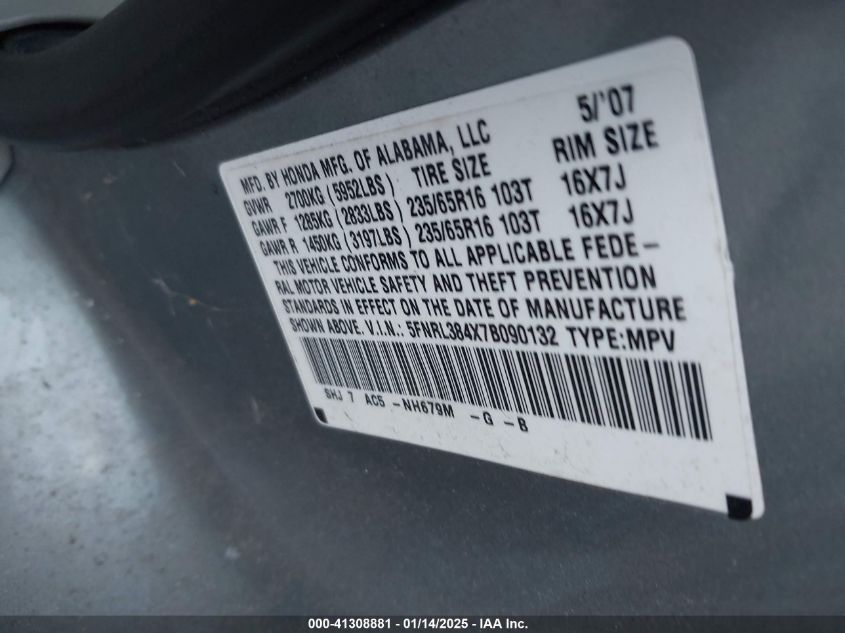 5/'07
MFD. BY HONDA MFG. OF ALABAMA, LLC
GVWR 2700KG (5952LBS) TIRE SIZE RIM SIZE
GAWR F 1285KG (2833LBS) 235/65R16 103T 16X7J
GAWR R 1450KG (3197LBS) 235/65R16 103T 16X7J
THIS VEHICLE CONFORMS TO ALL APPLICABLE FEDE-
RAL MOTOR VEHICLE SAFETY AND THEFT PREVENTION
STANDARDS IN EFFECT ON THE DATE OF MANUFACTURE
SHOWN ABOVE. V.I.N.: 5FNRL384X7B090132 TYPE:MPV
SHJ 7 AC5 -NH679M -G -B
000-41308881 - 01/14/2025 - IAA Inc.